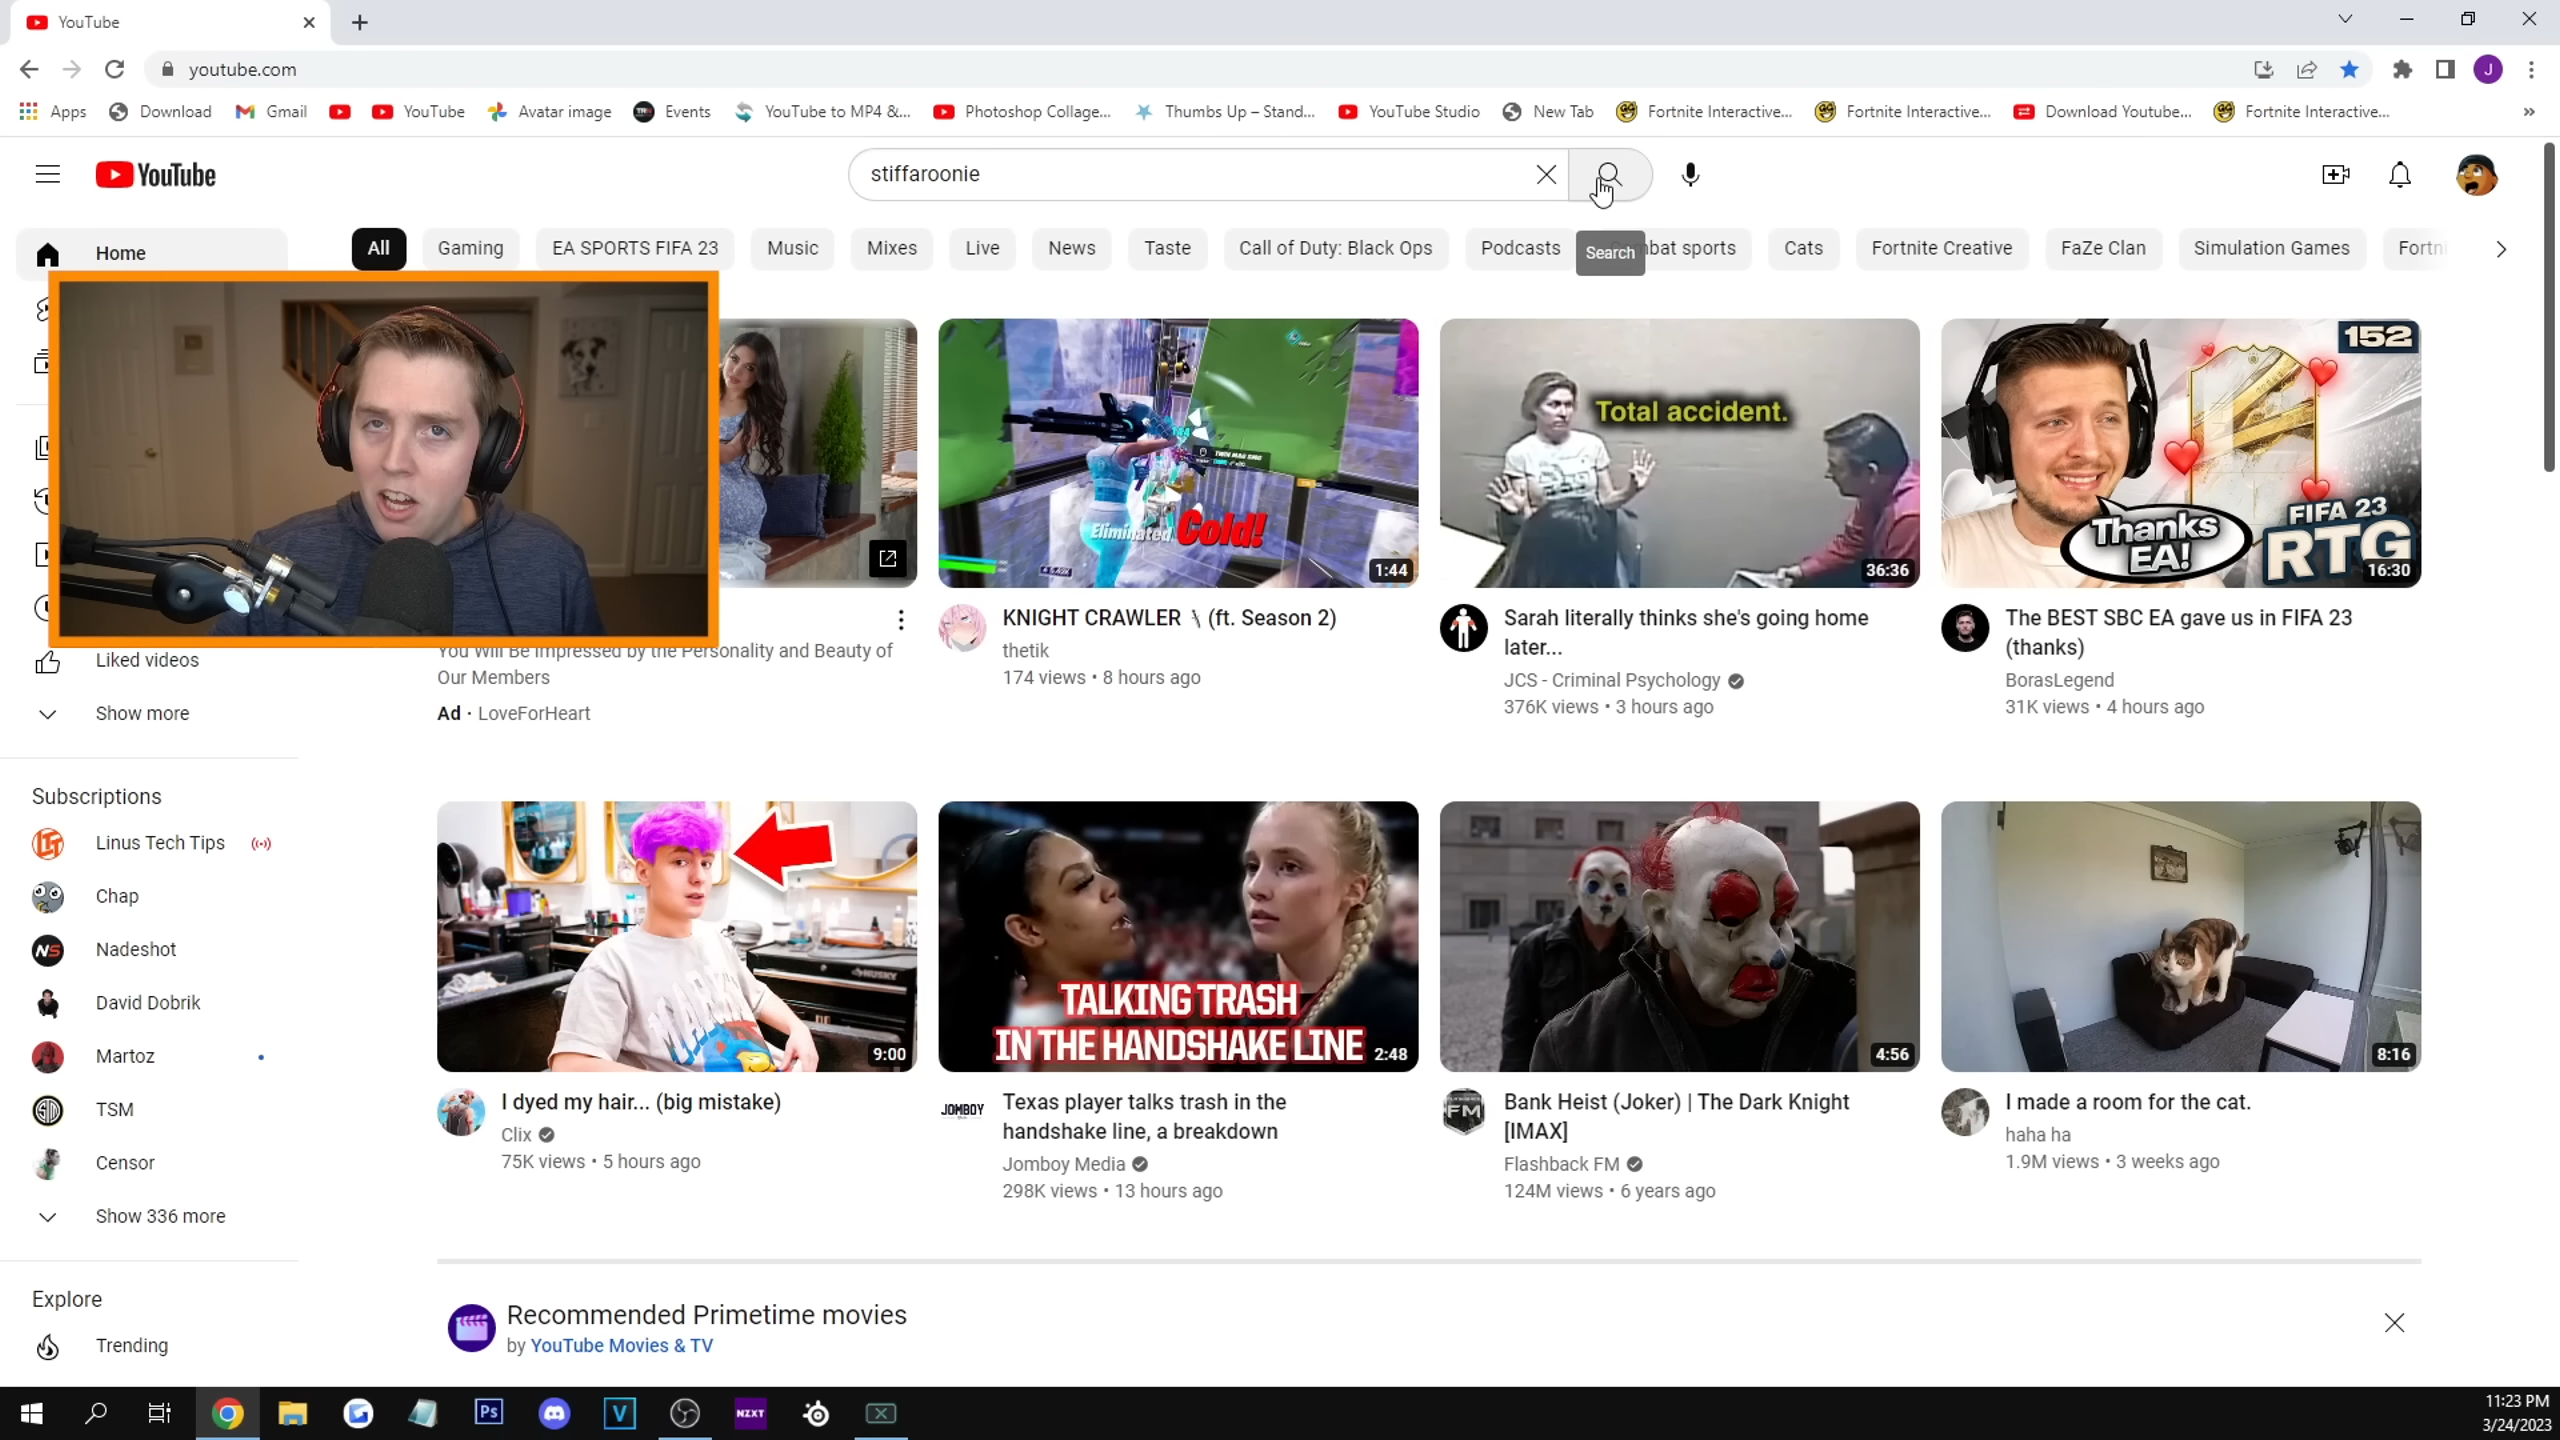 YouTube
youtube.com
J
Apps
Download
Gmail
YouTube
Avatar image
Events
YouTube to MP4 &...
Photoshop Collage...
Thumbs Up – Stand...
YouTube Studio
New Tab
Fortnite Interactive...
Fortnite Interactive...
Download Youtube...
Fortnite Interactive...
»
YouTube
stiffaroonie
Home
All
Gaming
EA SPORTS FIFA 23
Music
Mixes
Live
News
Taste
Call of Duty: Black Ops
Podcasts
Search
mbat sports
Cats
Fortnite Creative
FaZe Clan
Simulation Games
Fortni
Eliminated Cold!
1:44
Total accident.
36:36
152
Thanks
EA!
FIFA 23
RTG
16:30
You Will Be Impressed by the Personality and Beauty of
Our Members
Ad · LoveForHeart
KNIGHT CRAWLER (ft. Season 2)
thetik
174 views • 8 hours ago
Sarah literally thinks she's going home
later...
JCS - Criminal Psychology
376K views • 3 hours ago
The BEST SBC EA gave us in FIFA 23
(thanks)
BorasLegend
31K views • 4 hours ago
Liked videos
Show more
Subscriptions
Linus Tech Tips
Chap
NS
Nadeshot
David Dobrik
Martoz
TSM
Censor
Show 336 more
Explore
Trending
HUSKY
9:00
TALKING TRASH
IN THE HANDSHAKE LINE
2:48
4:56
8:16
I dyed my hair... (big mistake)
Clix
75K views • 5 hours ago
JOMBOY
Texas player talks trash in the
handshake line, a breakdown
Jomboy Media
298K views • 13 hours ago
FM
Bank Heist (Joker) | The Dark Knight
[IMAX]
Flashback FM
124M views • 6 years ago
I made a room for the cat.
haha ha
1.9M views • 3 weeks ago
Recommended Primetime movies
by YouTube Movies & TV
Ps
V
NZXT
11:23 PM
3/24/2023